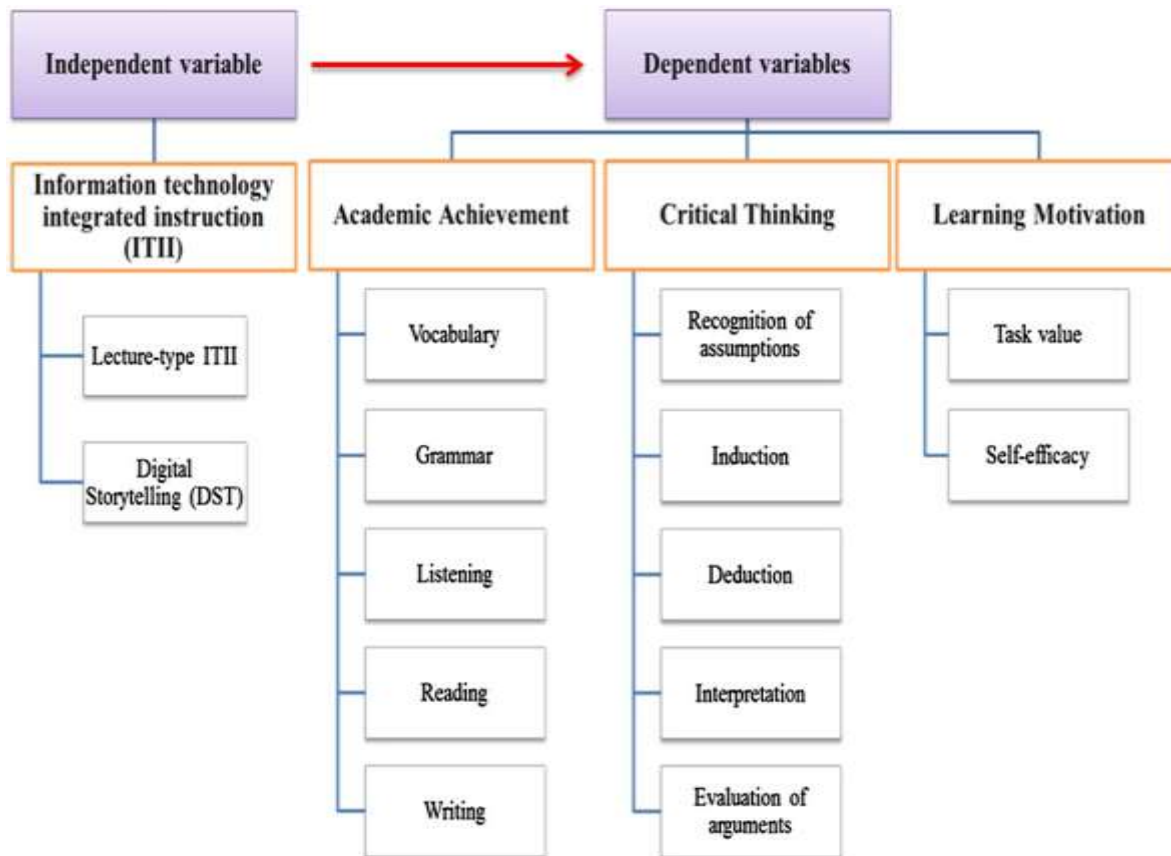 Independent variable
Dependent variables
Information technology
integrated instruction
(ITII)
Academic Achievement
Critical Thinking
Learning Motivation
Lecture-type ITII
Digital
Storytelling (DST)
Vocabulary
Grammar
Listening
Reading
Writing
Recognition of
assumptions
Induction
Deduction
Interpretation
Evaluation of
arguments
Task value
Self-efficacy